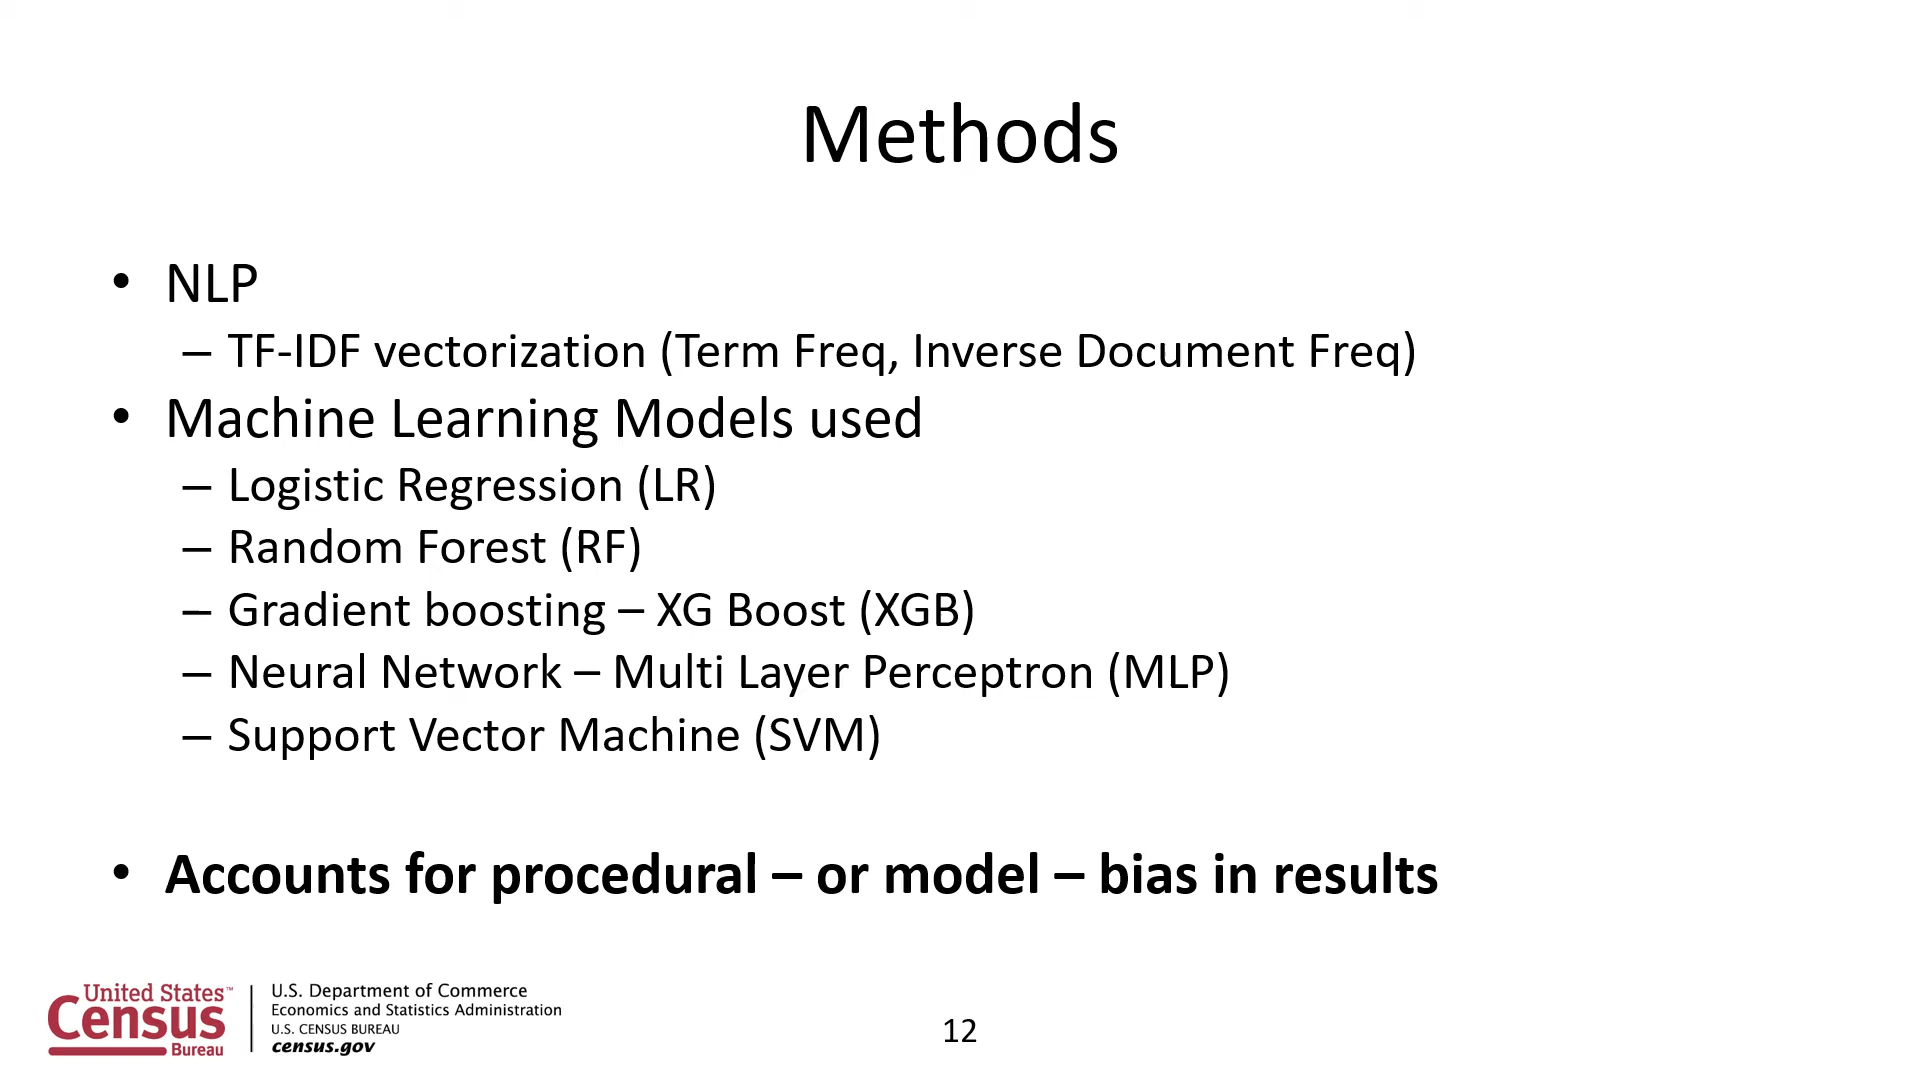 Methods
• NLP
– TF-IDF vectorization (Term Freq, Inverse Document Freq)
• Machine Learning Models used
– Logistic Regression (LR)
– Random Forest (RF)
– Gradient boosting – XG Boost (XGB)
– Neural Network – Multi Layer Perceptron (MLP)
– Support Vector Machine (SVM)
• Accounts for procedural – or model – bias in results
United States™
Census
Bureau
U.S. Department of Commerce
Economics and Statistics Administration
U.S. CENSUS BUREAU
census.gov
12